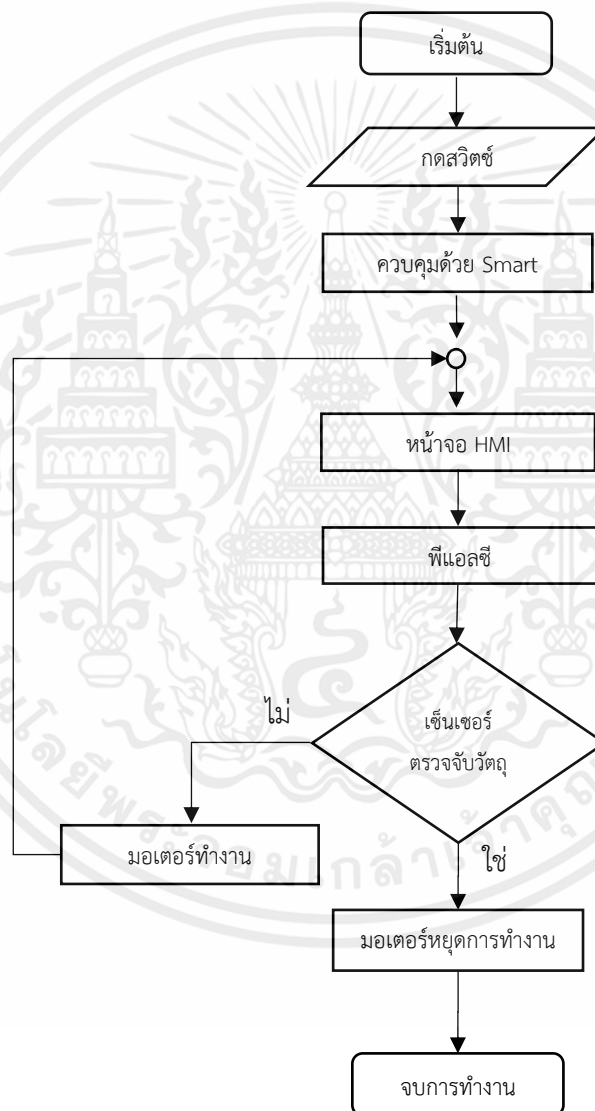 เริ่มต้น
กดสวิตซ์
ควบคุมด้วย Smart
หน้าจอ HMI
พีแอลซี
เซ็นเซอร์
ตรวจจับวัตถุ
ไม่
มอเตอร์ทำงาน
ใช่
มอเตอร์หยุดการทำงาน
จบการทำงาน